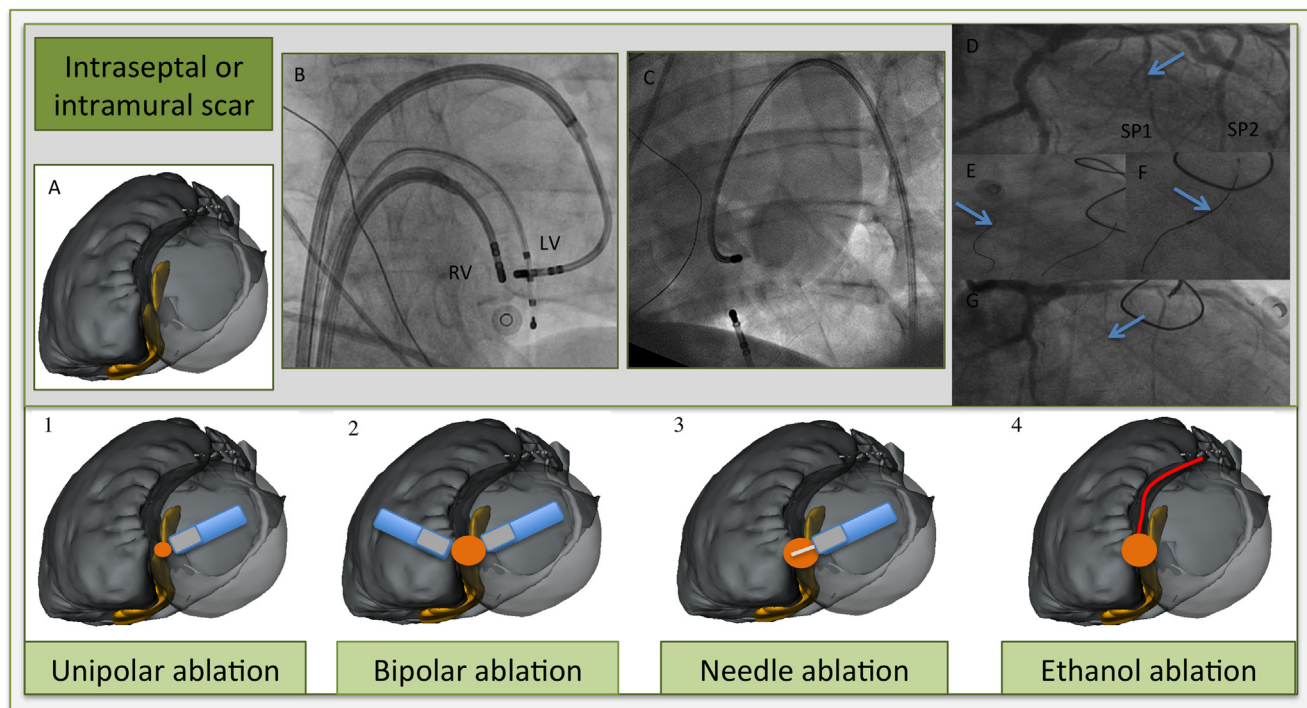 Intraseptal or
intramural scar
A
B
RV
LV
C
D
SP1
SP2
E
F
G
1
2
3
4
Unipolar ablation
Bipolar ablation
Needle ablation
Ethanol ablation